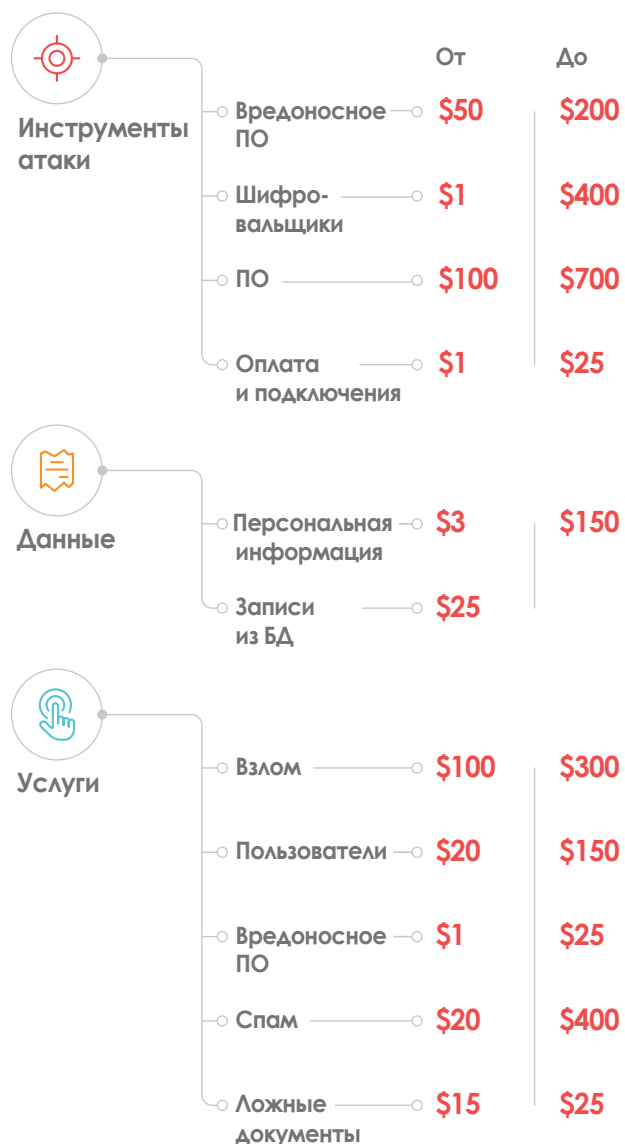 От До
Инструменты
атаки
Вредоносное $50 $200
ПО
Шифро- $1 $400
вальщики
ПО $100 $700
Оплата $1 $25
и подключения
Данные
Персональная $3 $150
информация
Записи $25
из БД
Услуги
Взлом $100 $300
Пользователи $20 $150
Вредоносное $1 $25
ПО
Спам $20 $400
Ложные $15 $25
документы